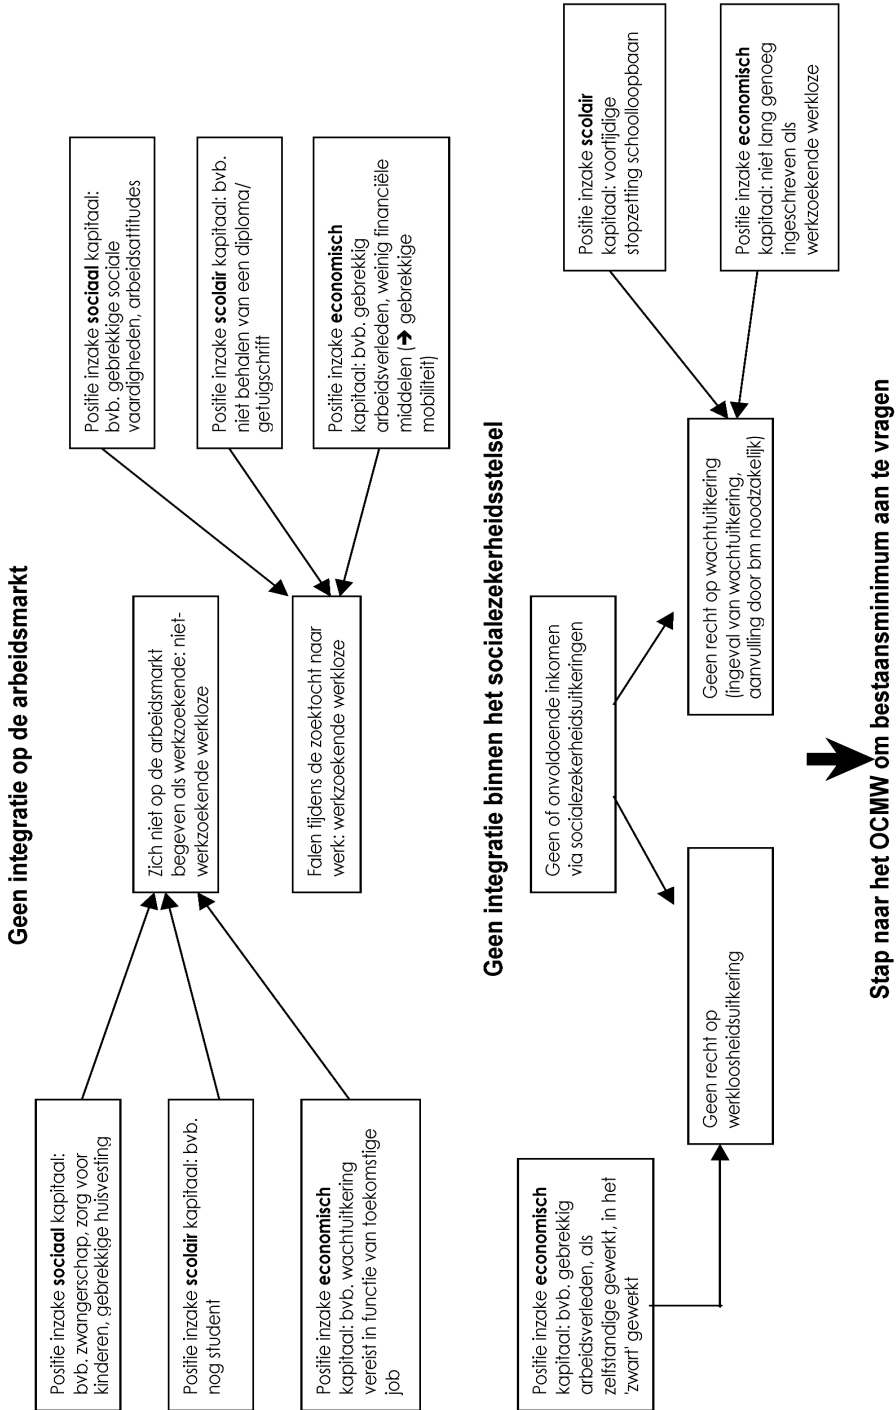 Geen integratie op de arbeidsmarkt
Positie inzake sociaal kapitaal:
bvb. zwangerschap, zorg voor
kinderen, gebrekkige huisvesting
Positie inzake scolair kapitaal: bvb.
nog student
Positie inzake economisch
kapitaal: bvb. wachtuitkering
vereist in functie van toekomstige
job
Zich niet op de arbeidsmarkt
begeven als werkzoekende: niet-
werkzoekende werkloze
Falen tijdens de zoektocht naar
werk: werkzoekende werkloze
Positie inzake sociaal kapitaal:
bvb. gebrekkige sociale
vaardigheden, arbeidsattitudes
Positie inzake scolair kapitaal: bvb.
niet behalen van een diploma/
getuigschrift
Positie inzake economisch
kapitaal: bvb. gebrekkig
arbeidsverleden, weinig financiële
middelen (➔ gebrekkige
mobiliteit)
Geen integratie binnen het socialezekerheidsstelsel
Positie inzake economisch
kapitaal: bvb. gebrekkig
arbeidsverleden, als
zelfstandige gewerkt, in het
'zwart' gewerkt
Geen of onvoldoende inkomen
via socialezekerheidsuitkeringen
Geen recht op
werkloosheidsuitkering
Geen recht op wachtuitkering
(ingeval van wachtuitkering,
aanvulling door bm noodzakelijk)
Positie inzake scolair
kapitaal: voortijdige
stopzetting schoolloopbaan
Positie inzake economisch
kapitaal: niet lang genoeg
ingeschreven als
werkzoekende werkloze
Stap naar het OCMW om bestaansminimum aan te vragen